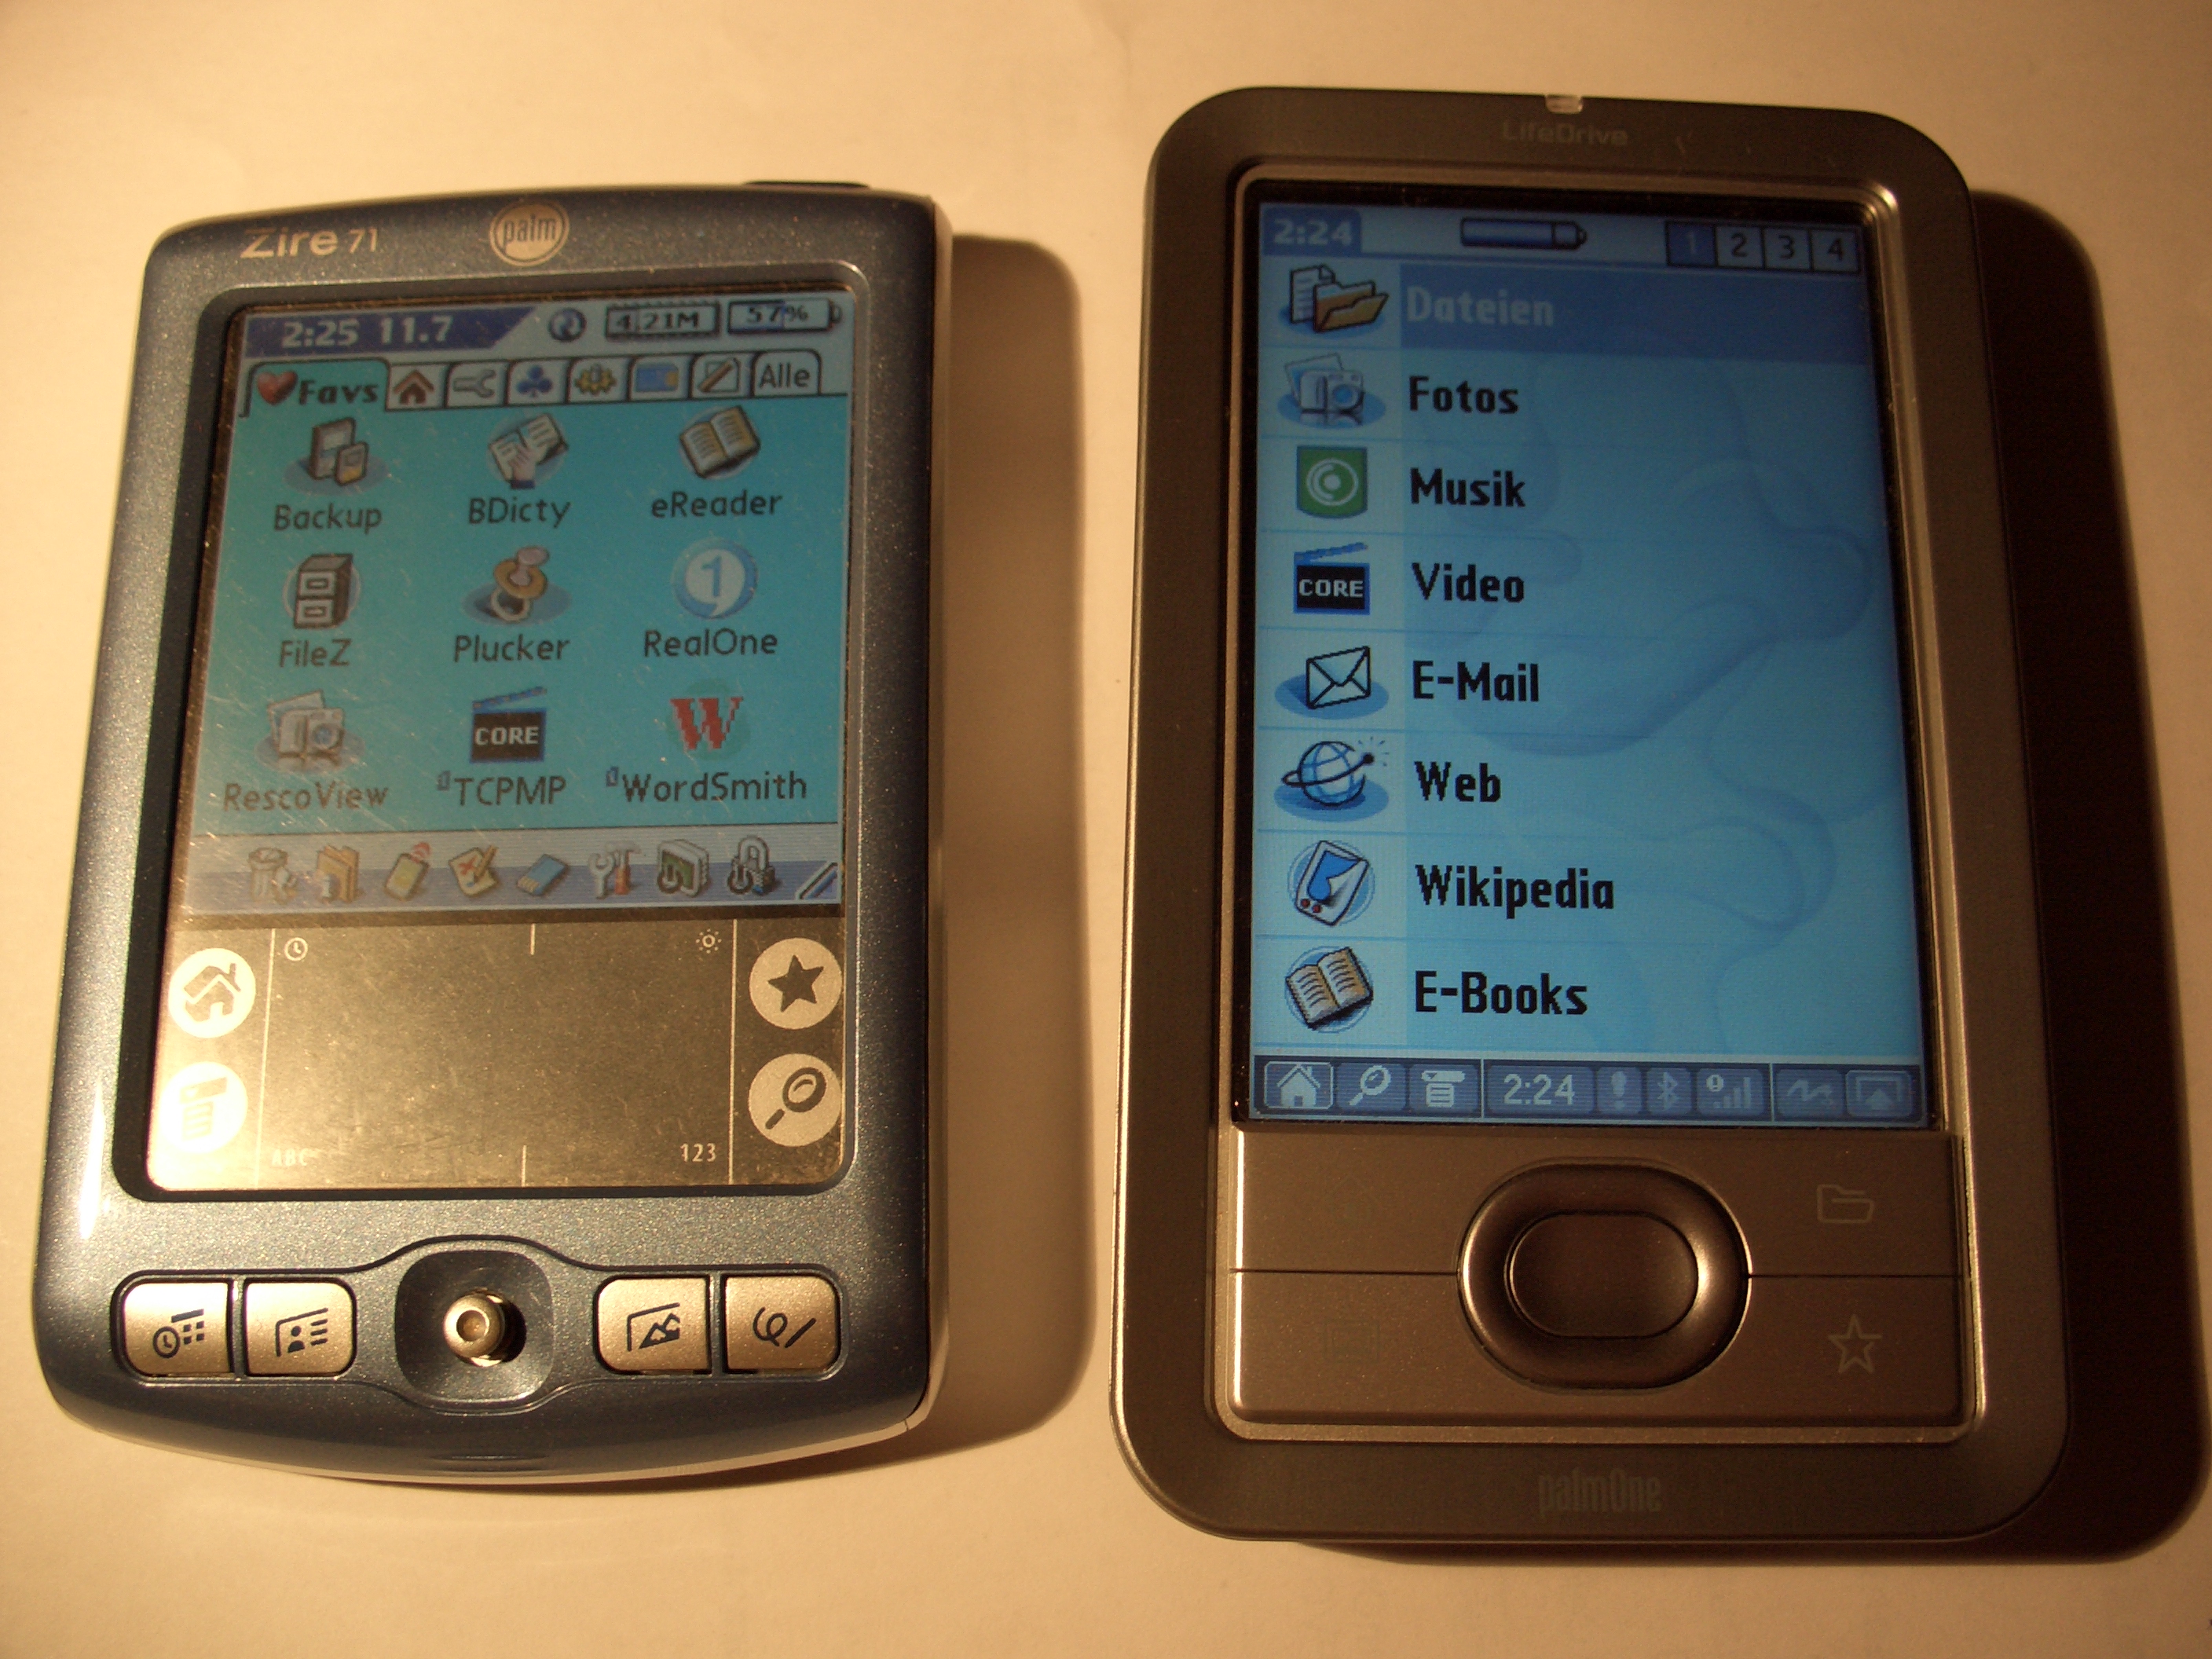 Zire 71
palm
2:25 11.7 4.21M 57%
Favs Alle
Backup BDicty eReader
FileZ Plucker RealOne
1
RescoView TCPMP WordSmith
CORE W
ABC 123
LifeDrive
2:24 1 2 3 4
Dateien
Fotos
Musik
CORE Video
E-Mail
Web
Wikipedia
E-Books
2:24
palmOne